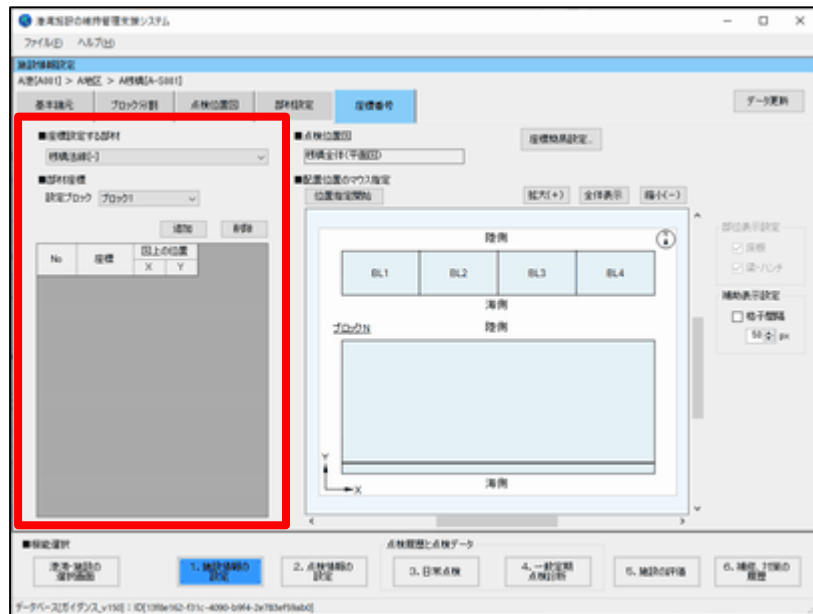 港湾施設の維持管理支援システム
ファイル(F) ヘルプ(H)
施設情報設定
A港[A001] > A地区 > A桟橋[A-S001]
基本諸元 ブロック分割 点検位置図 部材設定 座標番号 データ更新
■座標設定する部材
桟橋法線[-]
■部材座標
設定ブロック ブロック1
追加 削除
No 座標 図上の位置
X Y
■点検位置図
桟橋全体(平面図)
座標簡易設定..
■配置位置のマウス指定
位置指定開始 拡大(+) 全体表示 縮小(-)
陸側
BL1 BL2 BL3 BL4
海側
ブロックN 陸側
Y
X
海側
部位表示設定
床版
梁・ハンチ
補助表示設定
格子間隔
50 px
■機能選択
点検履歴と点検データ
港湾・施設の
選択画面
1. 施設情報の
設定
2. 点検情報の
設定
3. 日常点検
4. 一般定期
点検診断
5. 施設の評価
6. 補修、対策の
履歴
データベース[ガイダンス_v150] : ID[13f8e162-f31c-4090-b9f4-2e783ef59ab0]